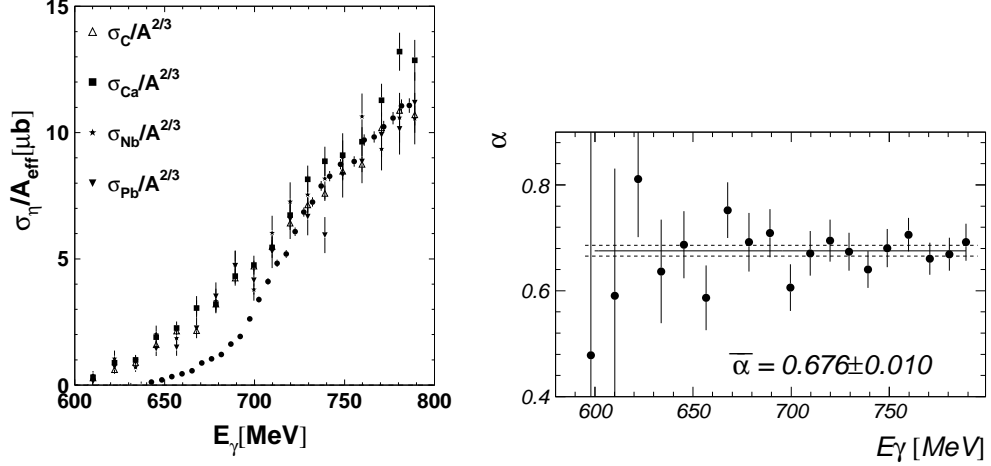 15
10
5
0
σ_η/A_eff[μb]
△ σ_C/A^{2/3}
■ σ_Ca/A^{2/3}
★ σ_Nb/A^{2/3}
▼ σ_Pb/A^{2/3}
600 650 700 750 800
E_γ[MeV]
α
0.8
0.6
0.4
α̅ = 0.676±0.010
600 650 700 750
Eγ [MeV]